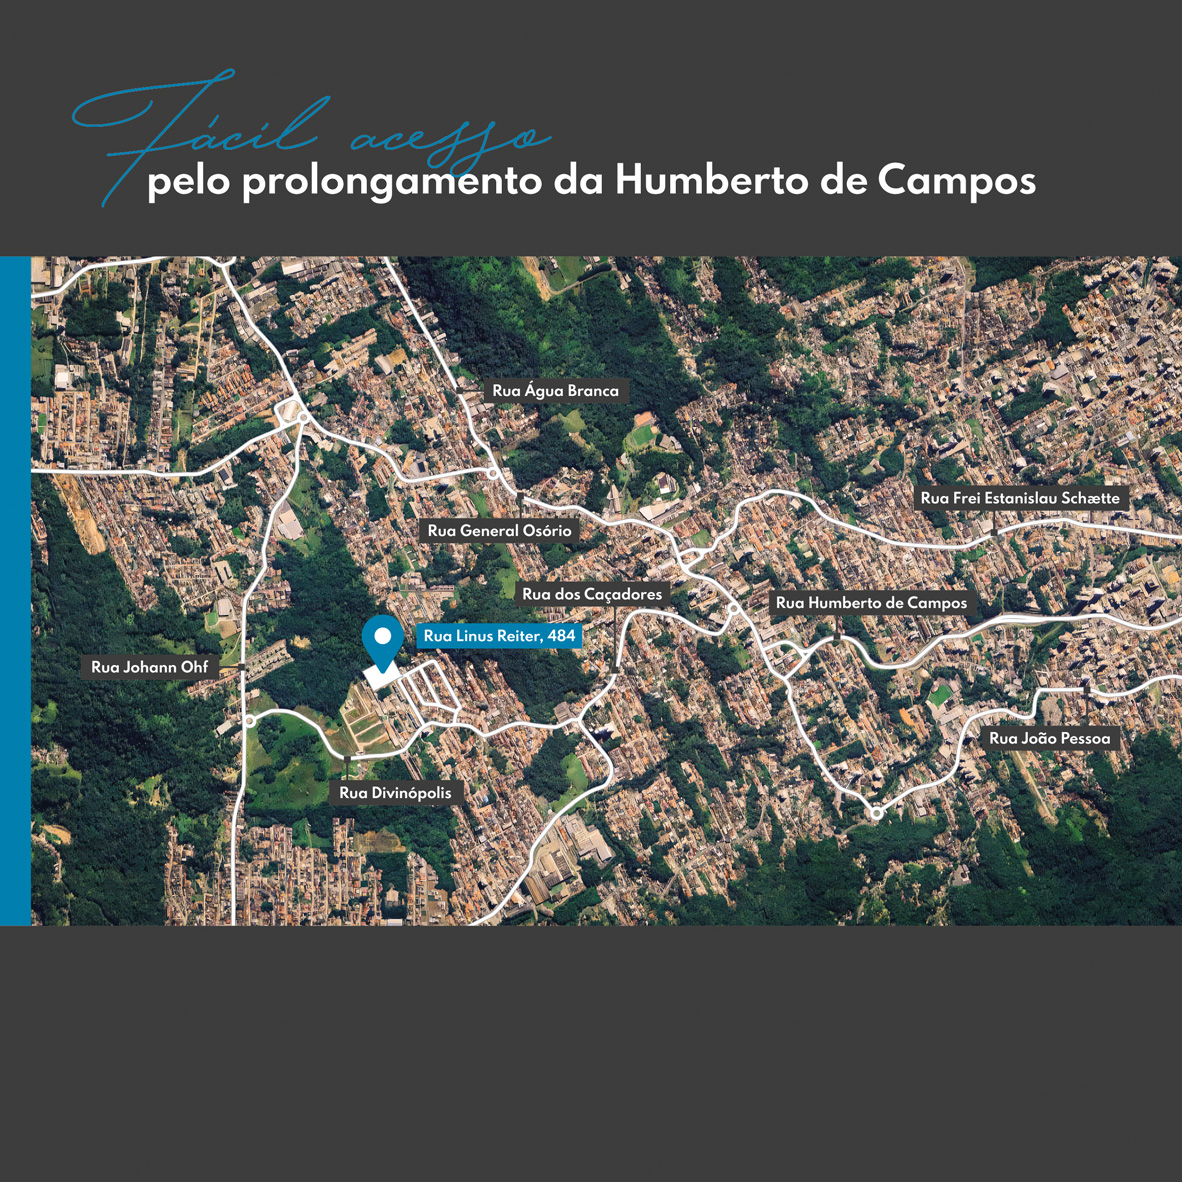 Fácil acesso
pelo prolongamento da Humberto de Campos
Rua Água Branca
Rua Frei Estanislau Schætte
Rua General Osório
Rua dos Caçadores
Rua Humberto de Campos
Rua Linus Reiter, 484
Rua Johann Ohf
Rua João Pessoa
Rua Divinópolis